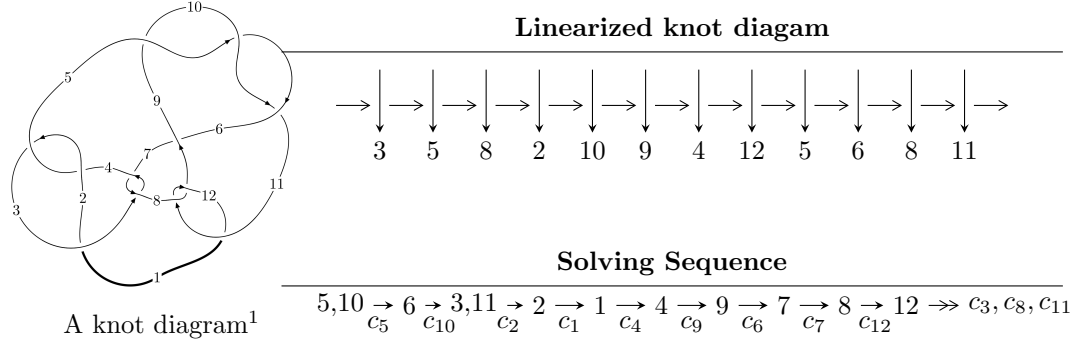 10
5
9
6
7
4
2
8
12
11
3
1
A knot diagram¹
Linearized knot diagam
3 5 8 2 10 9 4 12 5 6 8 11
Solving Sequence
5,10 → 6 → 3,11 → 2 → 1 → 4 → 9 → 7 → 8 → 12 →→ c₃, c₈, c₁₁
c₅ c₁₀ c₂ c₁ c₄ c₉ c₆ c₇ c₁₂